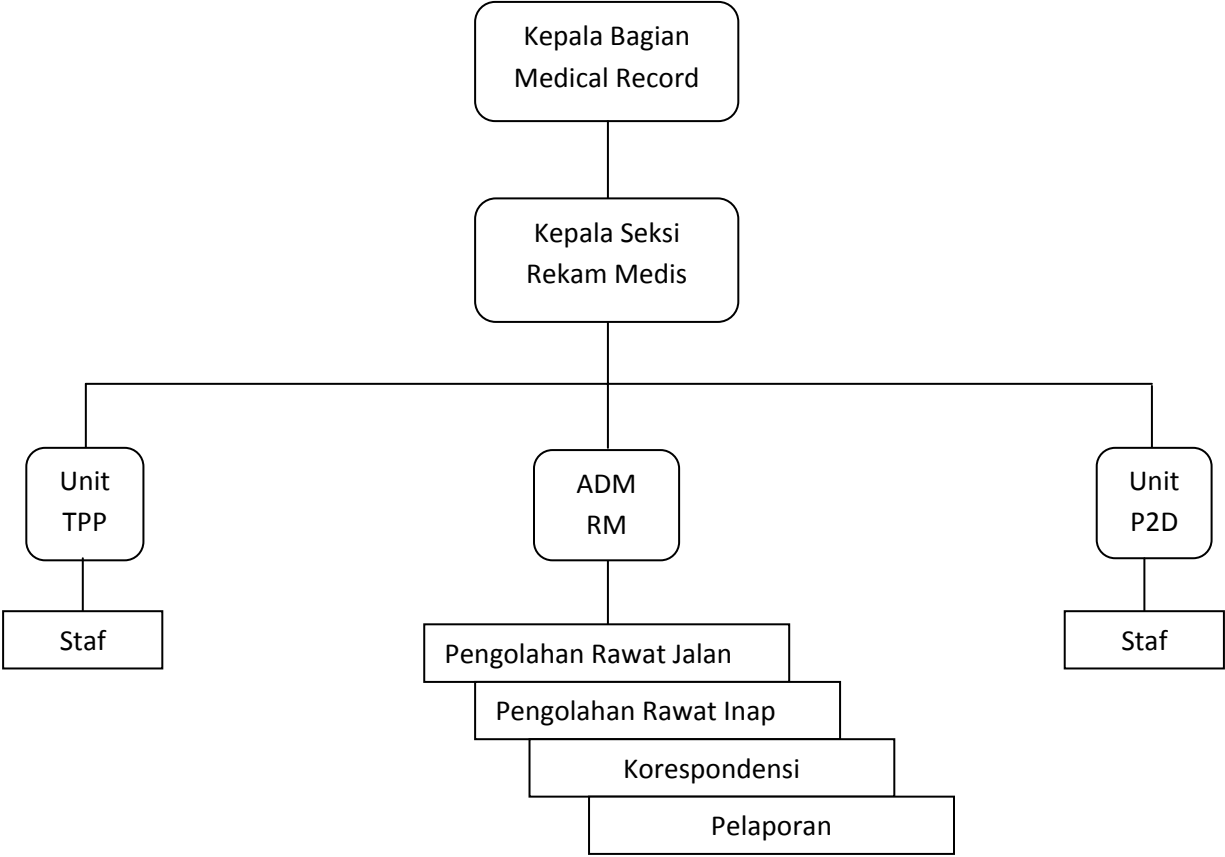 Kepala Bagian
Medical Record
Kepala Seksi
Rekam Medis
Unit
TPP
ADM
RM
Unit
P2D
Staf
Staf
Pengolahan Rawat Jalan
Pengolahan Rawat Inap
Korespondensi
Pelaporan